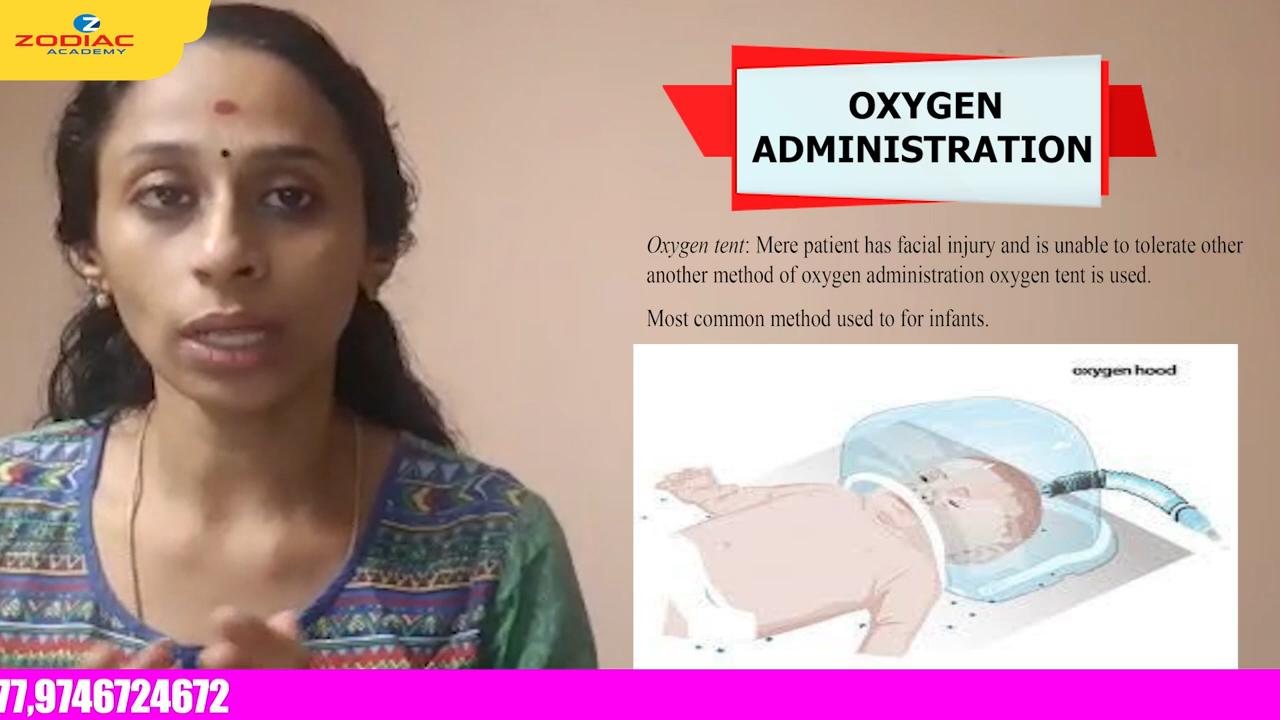 Z
ZODIAC
ACADEMY
OXYGEN
ADMINISTRATION
Oxygen tent: Mere patient has facial injury and is unable to tolerate other
another method of oxygen administration oxygen tent is used.
Most common method used to for infants.
oxygen hood
77,9746724672